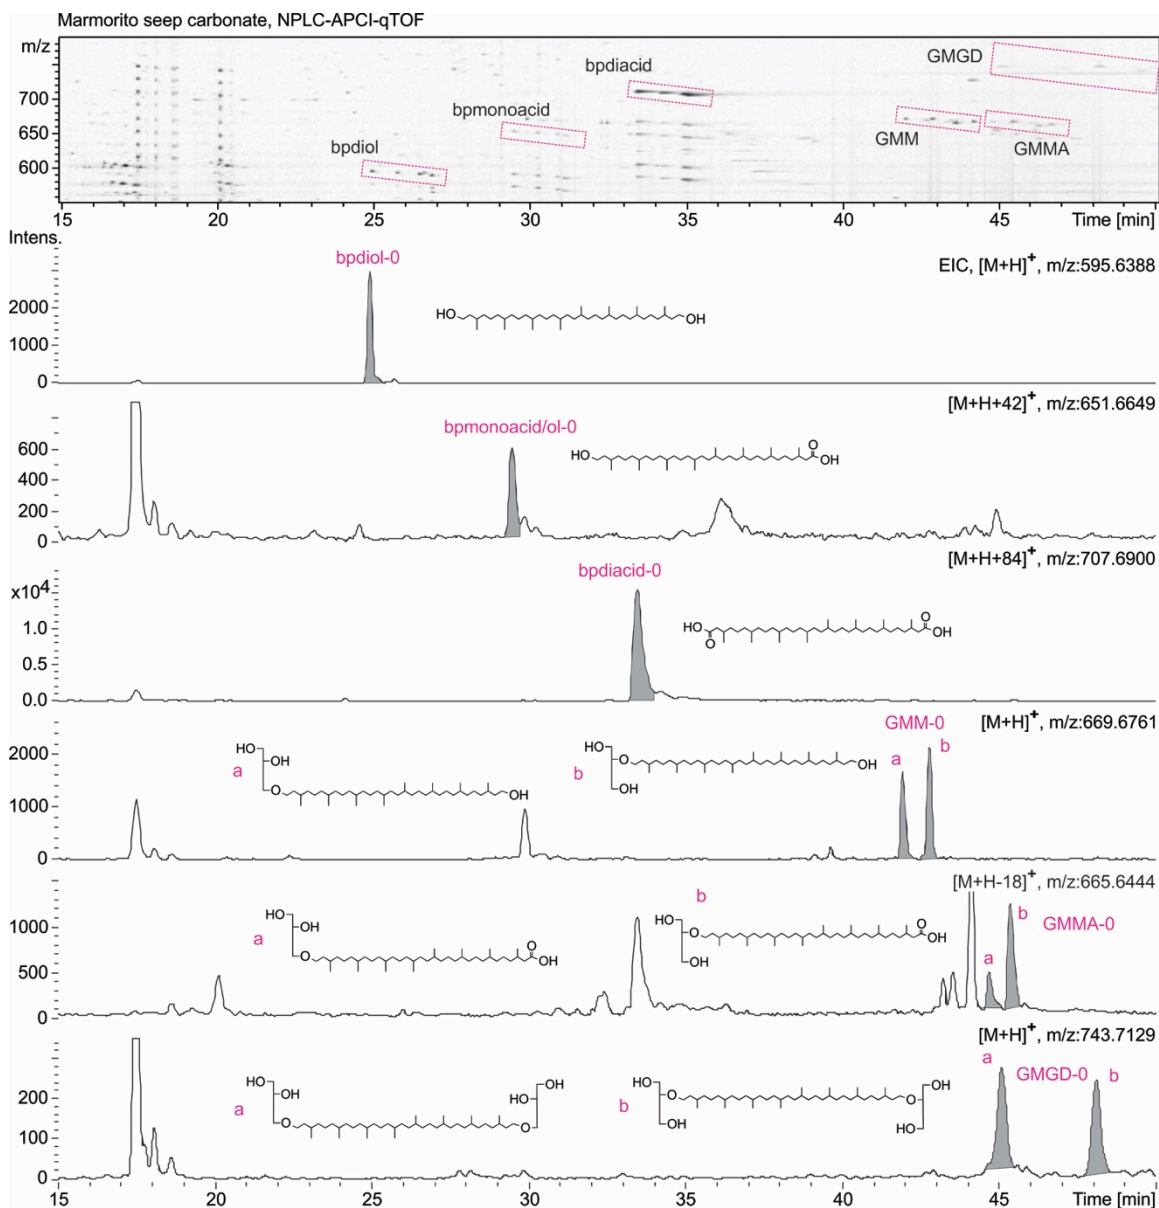 Marmorito seep carbonate, NPLC-APCI-qTOF
m/z
700
650
600
bpdiol
bpmonoacid
bpdiacid
GMM
GMMA
GMGD
15 20 25 30 35 40 45 Time [min]
Intens.
bpdiol-0
EIC, [M+H]+, m/z:595.6388
2000
1000
0
HO OH
[M+H+42]+, m/z:651.6649
bpmonoacid/ol-0
600
400
200
0
HO O OH
[M+H+84]+, m/z:707.6900
bpdiacid-0
x10^4
1.0
0.5
0.0
HO O O OH
GMM-0 [M+H]+, m/z:669.6761
2000
1000
0
a HO OH O OH
b HO O OH OH
a b
[M+H-18]+, m/z:665.6444
1000
500
0
a HO OH O O OH
b HO O OH O OH
a b GMMA-0
[M+H]+, m/z:743.7129
200
100
0
a HO OH O OH HO O
b HO O OH OH O HO
a GMGD-0 b
15 20 25 30 35 40 45 Time [min]